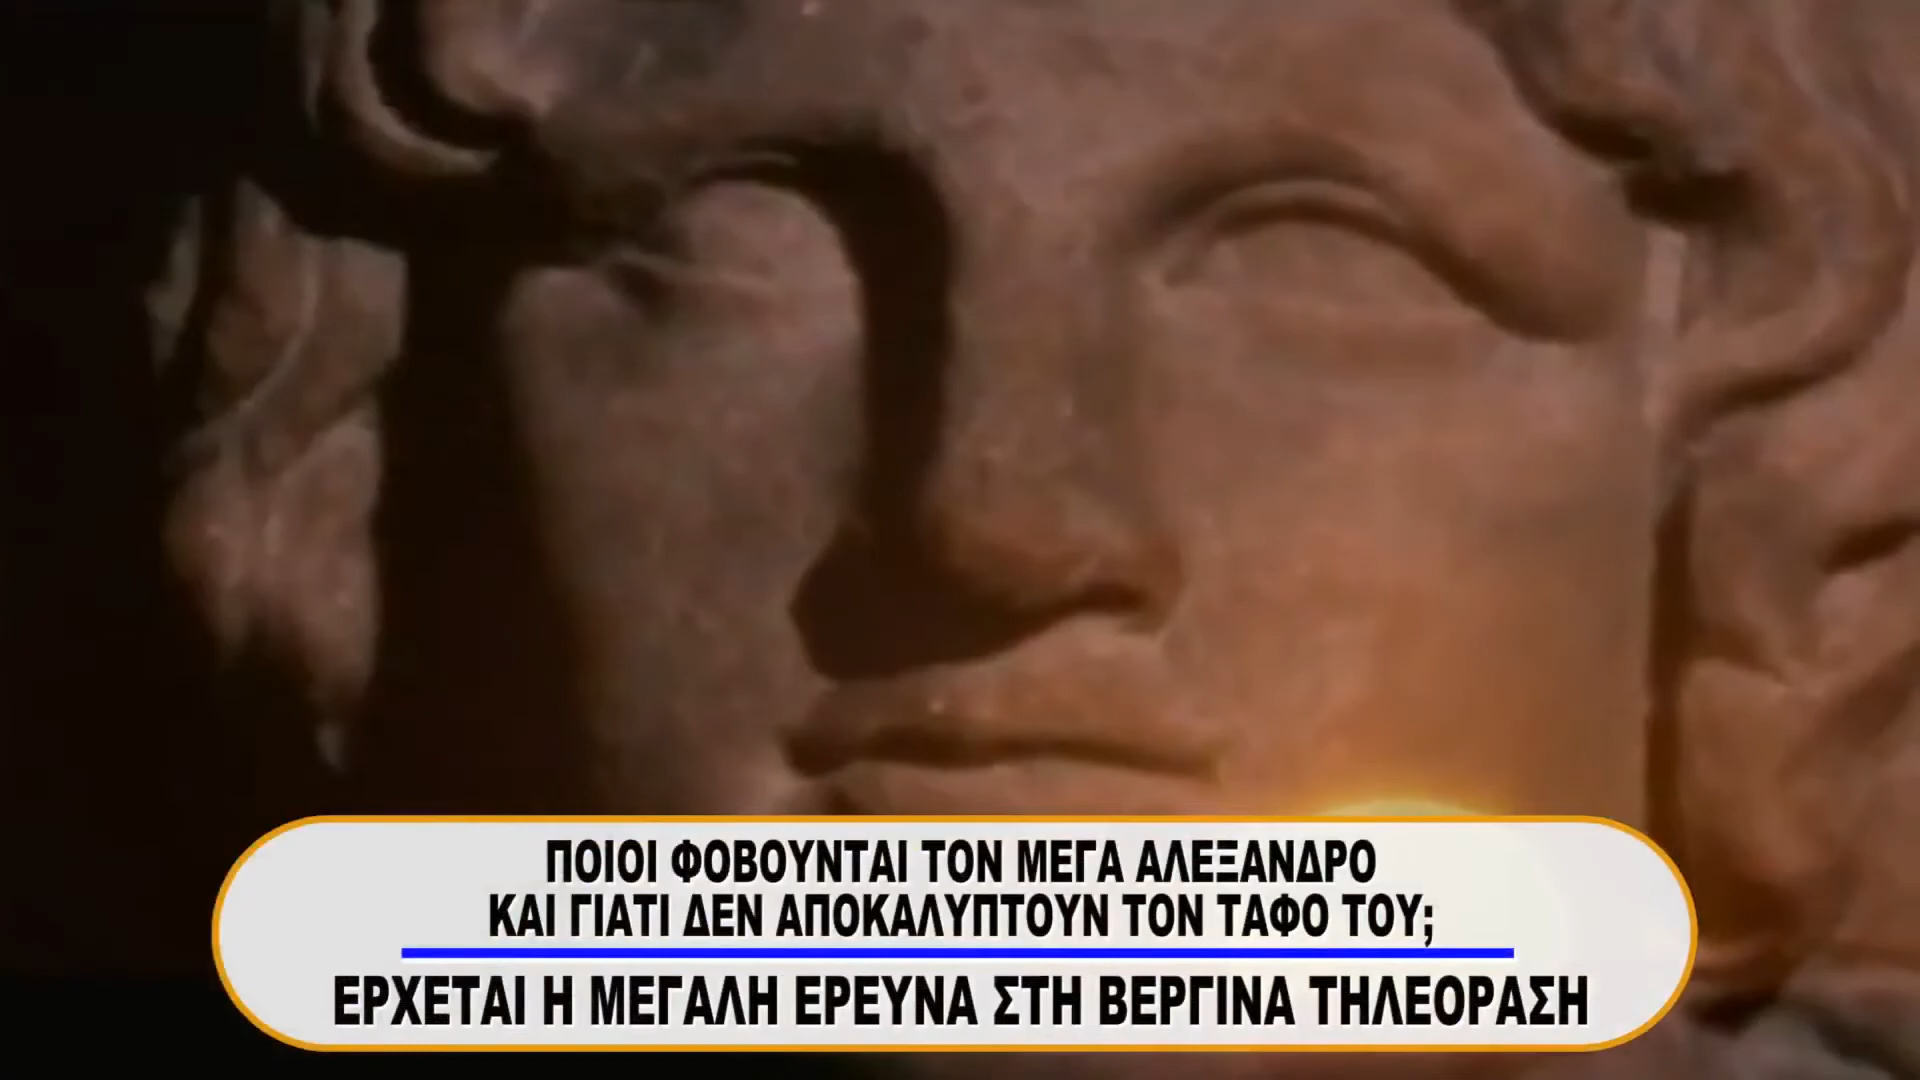 ΠΟΙΟΙ ΦΟΒΟΥΝΤΑΙ ΤΟΝ ΜΕΓΑ ΑΛΕΞΑΝΔΡΟ
ΚΑΙ ΓΙΑΤΙ ΔΕΝ ΑΠΟΚΑΛΥΠΤΟΥΝ ΤΟΝ ΤΑΦΟ ΤΟΥ;
ΕΡΧΕΤΑΙ Η ΜΕΓΑΛΗ ΕΡΕΥΝΑ ΣΤΗ ΒΕΡΓΙΝΑ ΤΗΛΕΟΡΑΣΗ